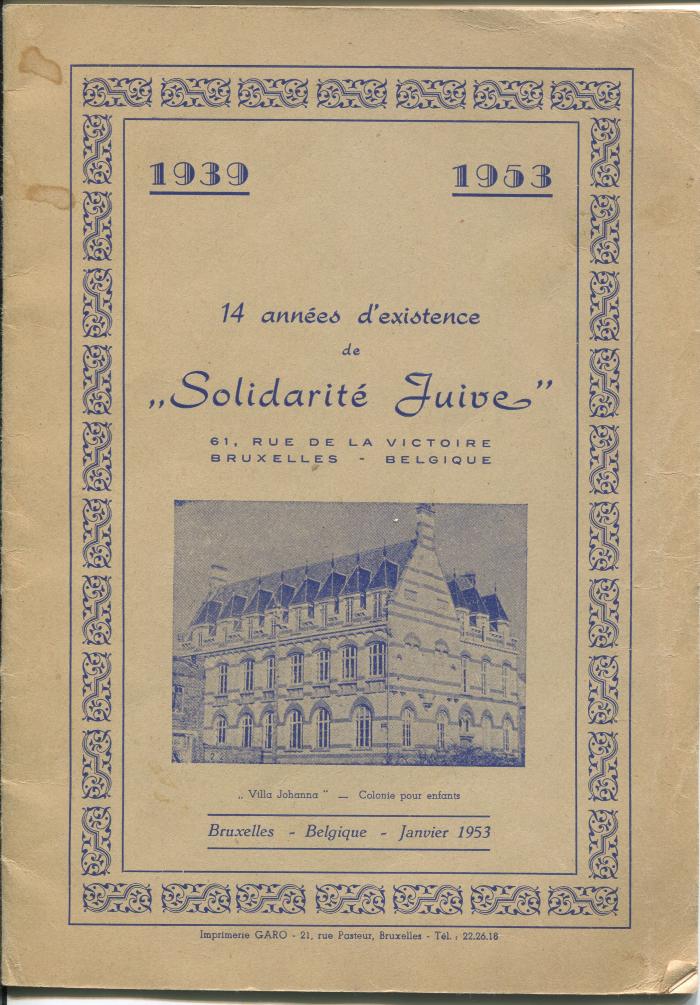 1939 1953
14 années d'existence
de
„Solidarité Juive”
61, RUE DE LA VICTOIRE
BRUXELLES - BELGIQUE
„ Villa Johanna ” — Colonie pour enfants
Bruxelles - Belgique - Janvier 1953
Imprimerie GARO - 21, rue Pasteur, Bruxelles - Tél. : 22.26.18